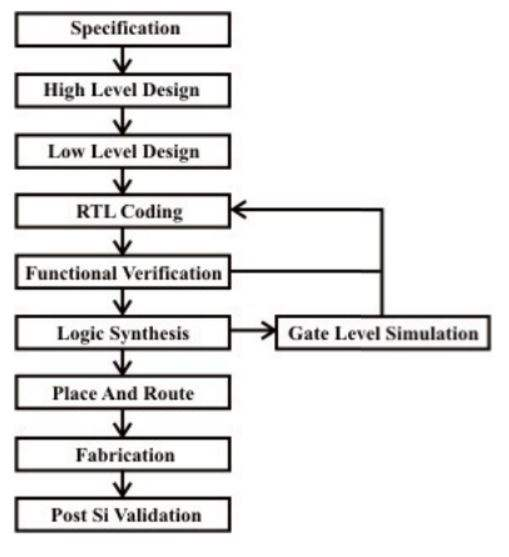 Specification
High Level Design
Low Level Design
RTL Coding
Functional Verification
Logic Synthesis
Gate Level Simulation
Place And Route
Fabrication
Post Si Validation